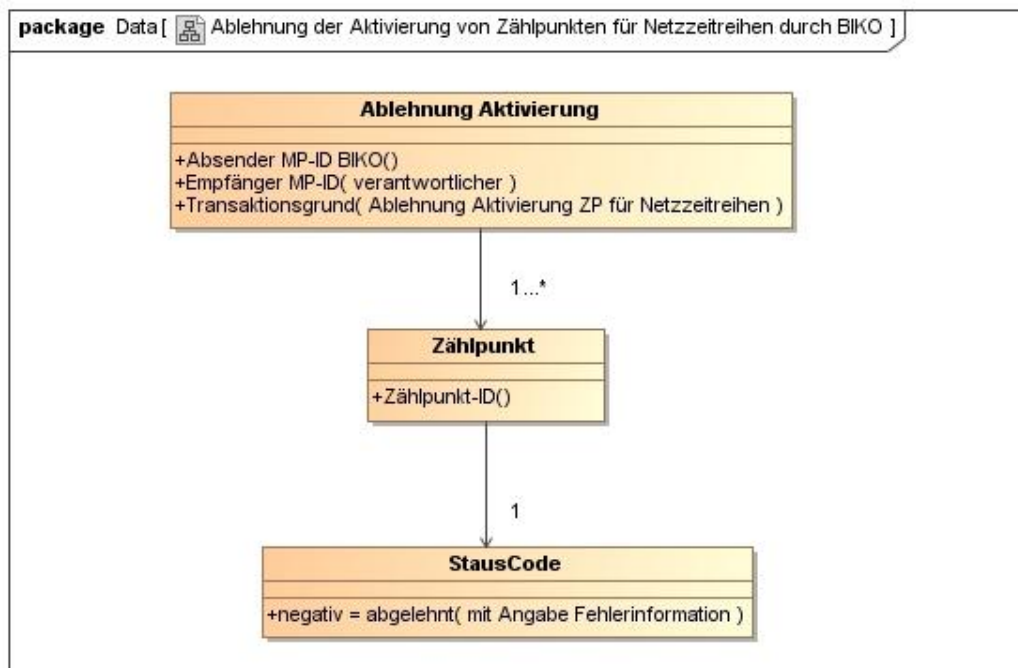 package Data [ Ablehnung der Aktivierung von Zählpunkten für Netzzeitreihen durch BIKO ]
Ablehnung Aktivierung
+Absender MP-ID BIKO()
+Empfänger MP-ID( verantwortlicher )
+Transaktionsgrund( Ablehnung Aktivierung ZP für Netzzeitreihen )
1...*
Zählpunkt
+Zählpunkt-ID()
1
StausCode
+negativ = abgelehnt( mit Angabe Fehlerinformation )